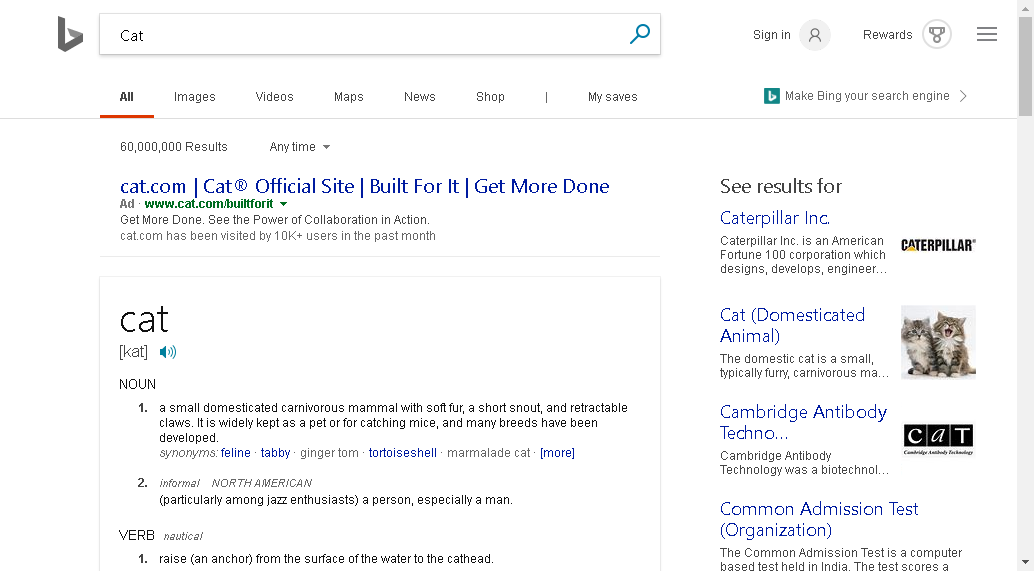 Cat
Sign in
Rewards
All Images Videos Maps News Shop | My saves
Make Bing your search engine
60,000,000 Results Any time
cat.com | Cat® Official Site | Built For It | Get More Done
Ad · www.cat.com/builtforit
Get More Done. See the Power of Collaboration in Action.
cat.com has been visited by 10K+ users in the past month
cat
[kat]
NOUN
1. a small domesticated carnivorous mammal with soft fur, a short snout, and retractable
claws. It is widely kept as a pet or for catching mice, and many breeds have been
developed.
synonyms: feline · tabby · ginger tom · tortoiseshell · marmalade cat · [more]
2. informal NORTH AMERICAN
(particularly among jazz enthusiasts) a person, especially a man.
VERB nautical
1. raise (an anchor) from the surface of the water to the cathead.
See results for
Caterpillar Inc.
Caterpillar Inc. is an American
Fortune 100 corporation which
designs, develops, engineer...
CATERPILLAR®
Cat (Domesticated
Animal)
The domestic cat is a small,
typically furry, carnivorous ma...
Cambridge Antibody
Techno...
Cambridge Antibody
Technology was a biotechnol...
CaT
Cambridge Antibody Technology
Common Admission Test
(Organization)
The Common Admission Test is a computer
based test held in India. The test scores a